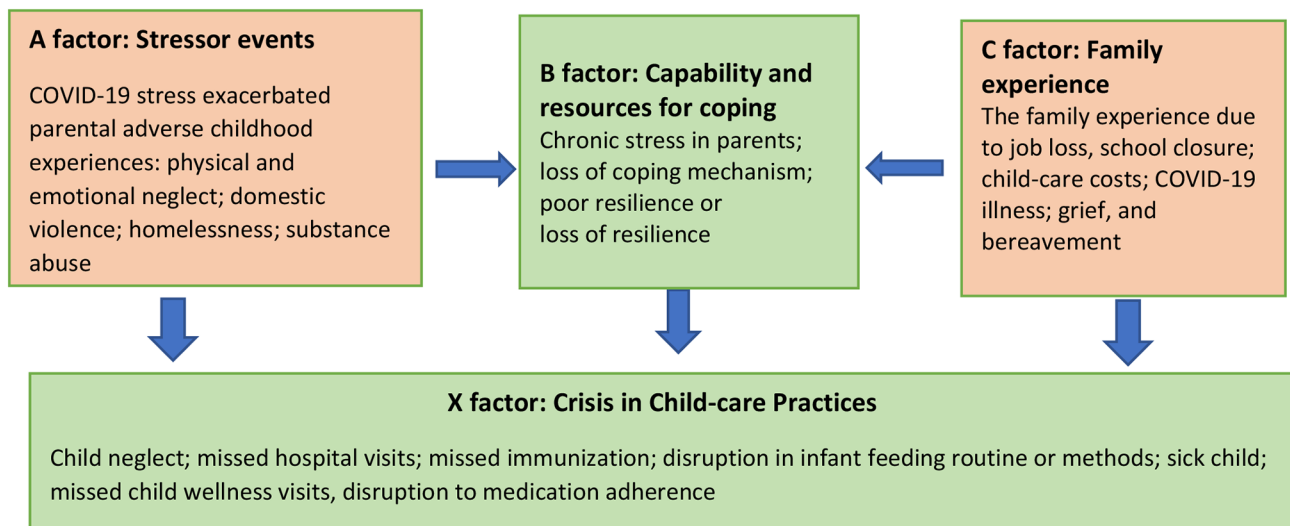 A factor: Stressor events
COVID-19 stress exacerbated
parental adverse childhood
experiences: physical and
emotional neglect; domestic
violence; homelessness; substance
abuse
B factor: Capability and
resources for coping
Chronic stress in parents;
loss of coping mechanism;
poor resilience or
loss of resilience
C factor: Family
experience
The family experience due
to job loss, school closure;
child-care costs; COVID-19
illness; grief, and
bereavement
X factor: Crisis in Child-care Practices
Child neglect; missed hospital visits; missed immunization; disruption in infant feeding routine or methods; sick child;
missed child wellness visits, disruption to medication adherence